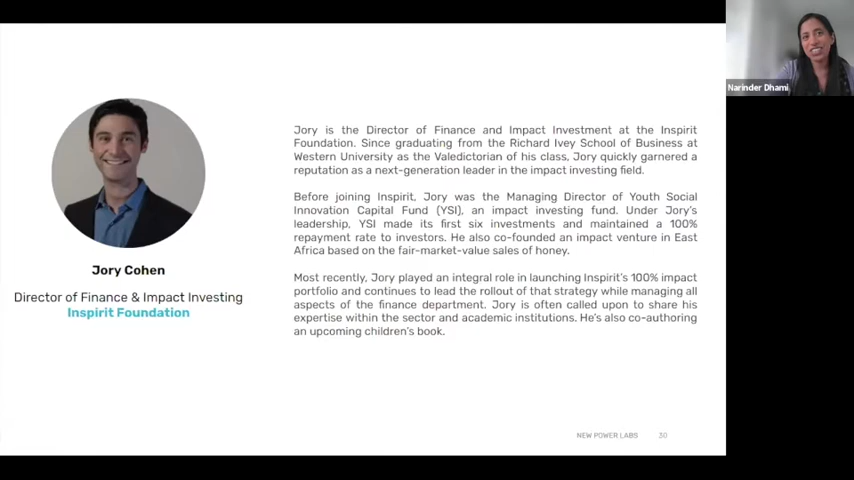 Narinder Dhami
Jory is the Director of Finance and Impact Investment at the Inspirit
Foundation. Since graduating from the Richard Ivey School of Business at
Western University as the Valedictorian of his class, Jory quickly garnered a
reputation as a next-generation leader in the impact investing field.
Before joining Inspirit, Jory was the Managing Director of Youth Social
Innovation Capital Fund (YSI), an impact investing fund. Under Jory's
leadership, YSI made its first six investments and maintained a 100%
repayment rate to investors. He also co-founded an impact venture in East
Africa based on the fair-market-value sales of honey.
Most recently, Jory played an integral role in launching Inspirit's 100% impact
portfolio and continues to lead the rollout of that strategy while managing all
aspects of the finance department. Jory is often called upon to share his
expertise within the sector and academic institutions. He's also co-authoring
an upcoming children's book.
Jory Cohen
Director of Finance & Impact Investing
Inspirit Foundation
NEW POWER LABS 30